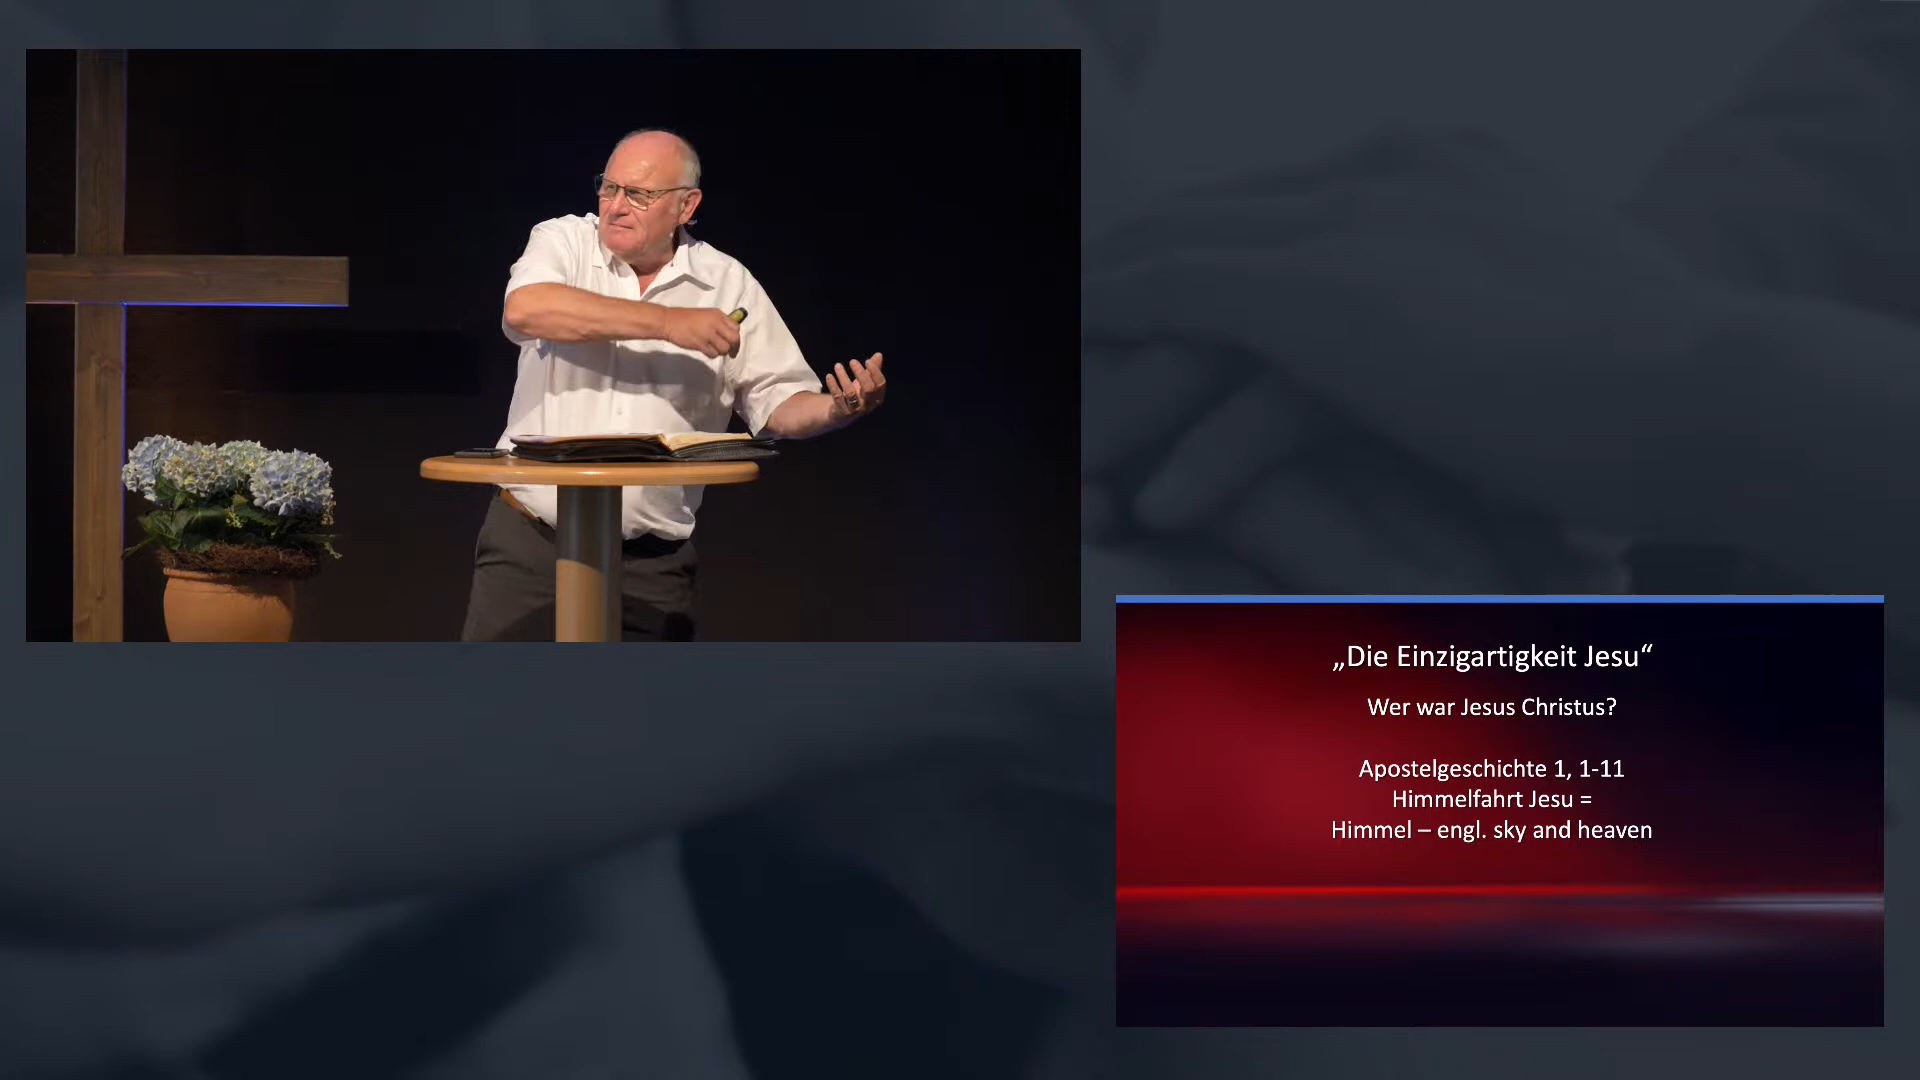 „Die Einzigartigkeit Jesu“
Wer war Jesus Christus?
Apostelgeschichte 1, 1-11
Himmelfahrt Jesu =
Himmel – engl. sky and heaven